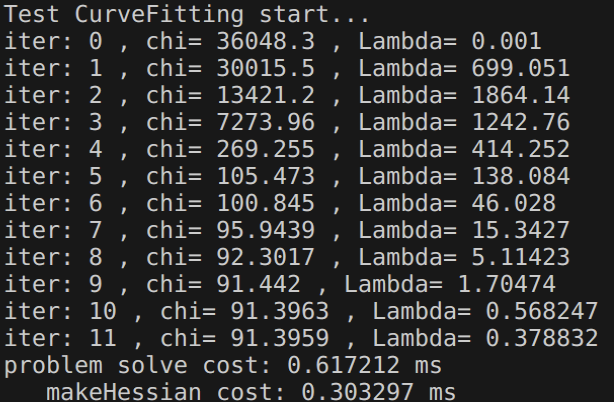 Test CurveFitting start...
iter: 0 , chi= 36048.3 , Lambda= 0.001
iter: 1 , chi= 30015.5 , Lambda= 699.051
iter: 2 , chi= 13421.2 , Lambda= 1864.14
iter: 3 , chi= 7273.96 , Lambda= 1242.76
iter: 4 , chi= 269.255 , Lambda= 414.252
iter: 5 , chi= 105.473 , Lambda= 138.084
iter: 6 , chi= 100.845 , Lambda= 46.028
iter: 7 , chi= 95.9439 , Lambda= 15.3427
iter: 8 , chi= 92.3017 , Lambda= 5.11423
iter: 9 , chi= 91.442 , Lambda= 1.70474
iter: 10 , chi= 91.3963 , Lambda= 0.568247
iter: 11 , chi= 91.3959 , Lambda= 0.378832
problem solve cost: 0.617212 ms
   makeHessian cost: 0.303297 ms